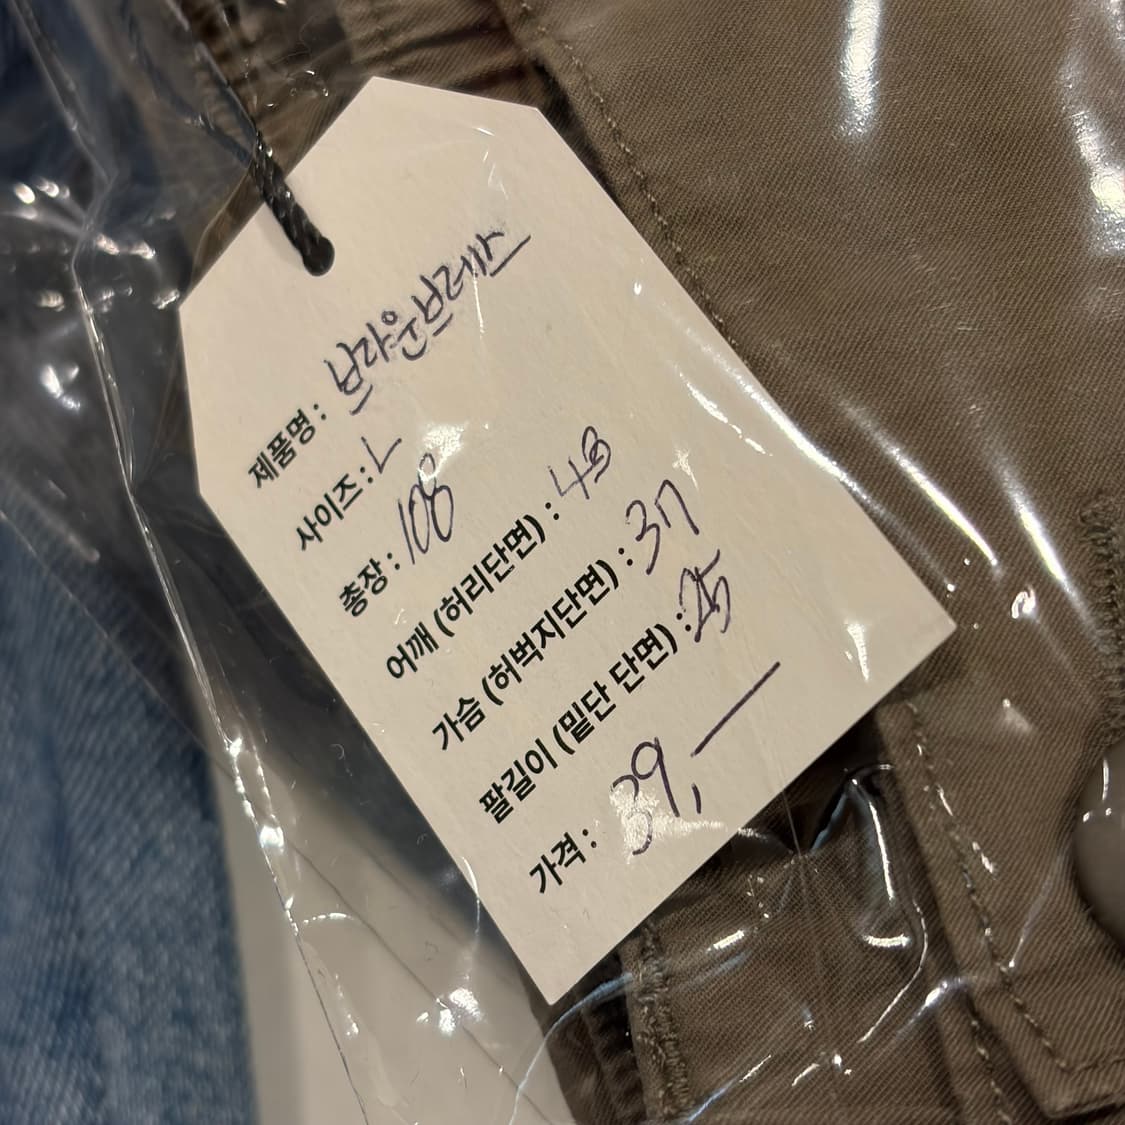 제품명 : 브라운브레스
사이즈 : L
총장 : 108
어깨 (허리단면) : 43
가슴 (허벅지단면) : 37
팔길이 (밑단 단면) : 25
가격 : 39,—